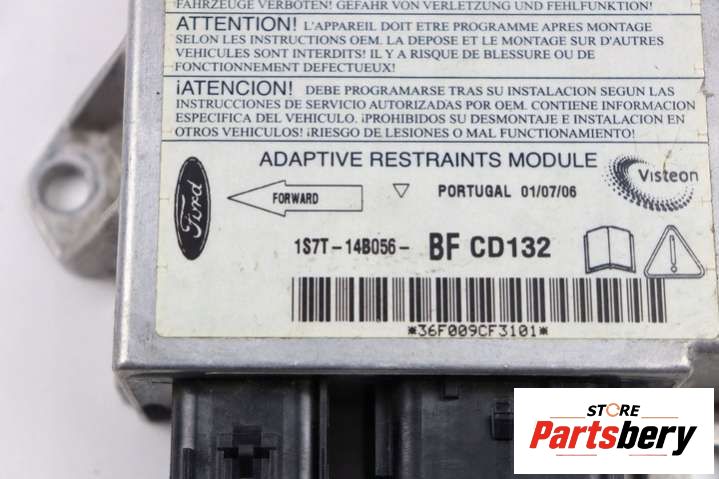 FAHRZEUGE VERBOTEN! GEFAHR VON VERLETZUNG UND FEHLFUNKTION!
ATTENTION! L'APPAREIL DOIT ETRE PROGRAMME APRES MONTAGE
SELON LES INSTRUCTIONS OEM. LA DEPOSE ET LE MONTAGE SUR D'AUTRES
VEHICULES SONT INTERDITS! IL Y A RISQUE DE BLESSURE OU DE
FONCTIONNEMENT DEFECTUEUX!
¡ATENCION! DEBE PROGRAMARSE TRAS SU INSTALACION SEGUN LAS
INSTRUCCIONES DE SERVICIO AUTORIZADAS POR OEM. CONTIENE INFORMACION
ESPECIFICA DEL VEHICULO. ¡PROHIBIDOS SU DESMONTAJE E INSTALACION EN
OTROS VEHICULOS! ¡RIESGO DE LESIONES O MAL FUNCIONAMIENTO!
ADAPTIVE RESTRAINTS MODULE
Visteon
Ford
FORWARD
PORTUGAL 01/07/06
1S7T-14B056- BF CD132
*36F009CF3101*
STORE
Partsbery